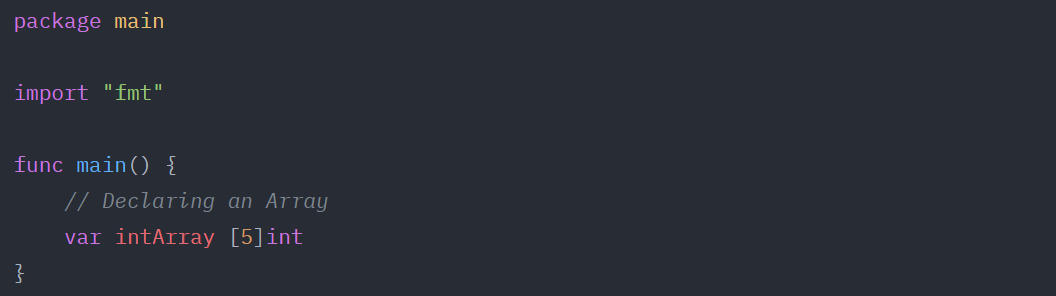 package main
import "fmt"
func main() {
    // Declaring an Array
    var intArray [5]int
}